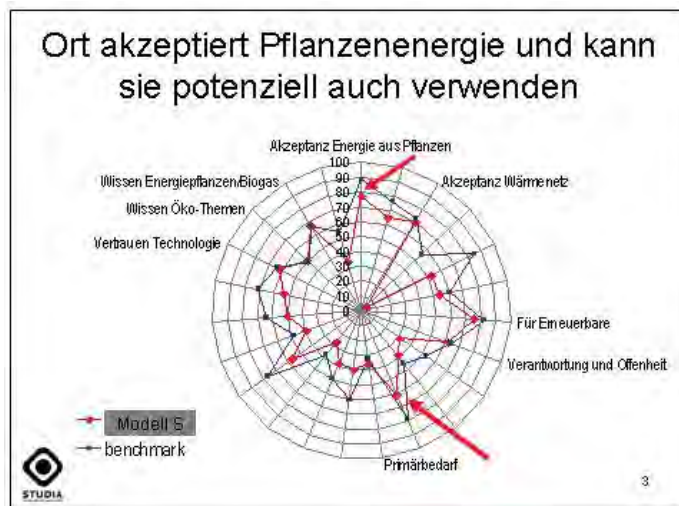 Ort akzeptiert Pflanzenenergie und kann
sie potenziell auch verwenden
Akzeptanz Energie aus Pflanzen
100
90
80
70
60
50
40
30
20
10
0
Wissen Energiepflanzen/Biogas
Akzeptanz Wärmenetz
Wissen Öko-Themen
Vertrauen Technologie
Für Erneuerbare
Verantwortung und Offenheit
Primärbedarf
Modell S
benchmark
STUDIA
3